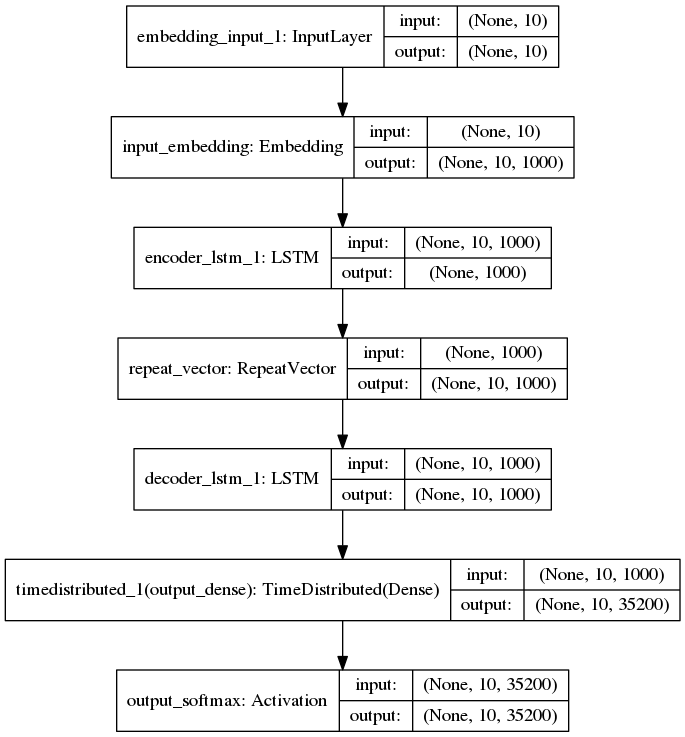 embedding_input_1: InputLayer
input: (None, 10)
output: (None, 10)
input_embedding: Embedding
input: (None, 10)
output: (None, 10, 1000)
encoder_lstm_1: LSTM
input: (None, 10, 1000)
output: (None, 1000)
repeat_vector: RepeatVector
input: (None, 1000)
output: (None, 10, 1000)
decoder_lstm_1: LSTM
input: (None, 10, 1000)
output: (None, 10, 1000)
timedistributed_1(output_dense): TimeDistributed(Dense)
input: (None, 10, 1000)
output: (None, 10, 35200)
output_softmax: Activation
input: (None, 10, 35200)
output: (None, 10, 35200)